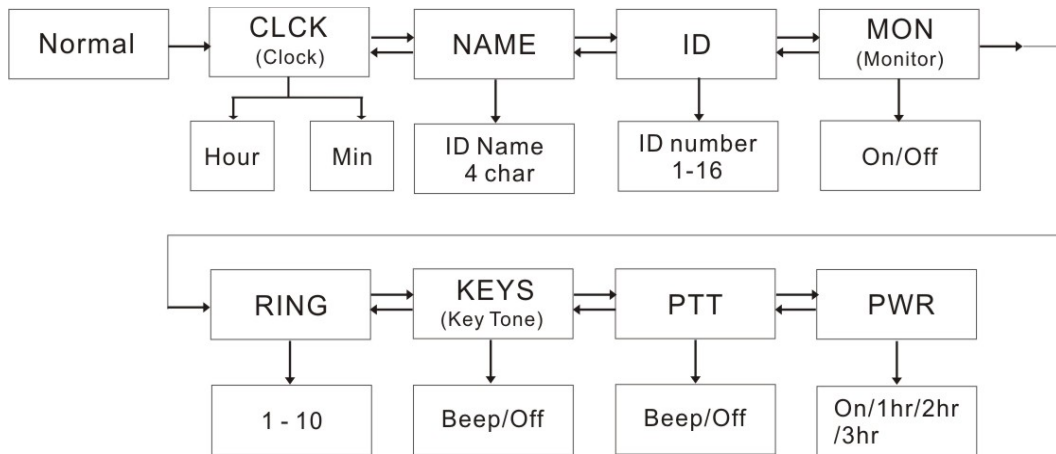 Normal
CLCK
(Clock)
NAME
ID
MON
(Monitor)
Hour
Min
ID Name
4 char
ID number
1-16
On/Off
RING
KEYS
(Key Tone)
PTT
PWR
1 - 10
Beep/Off
Beep/Off
On/1hr/2hr
/3hr